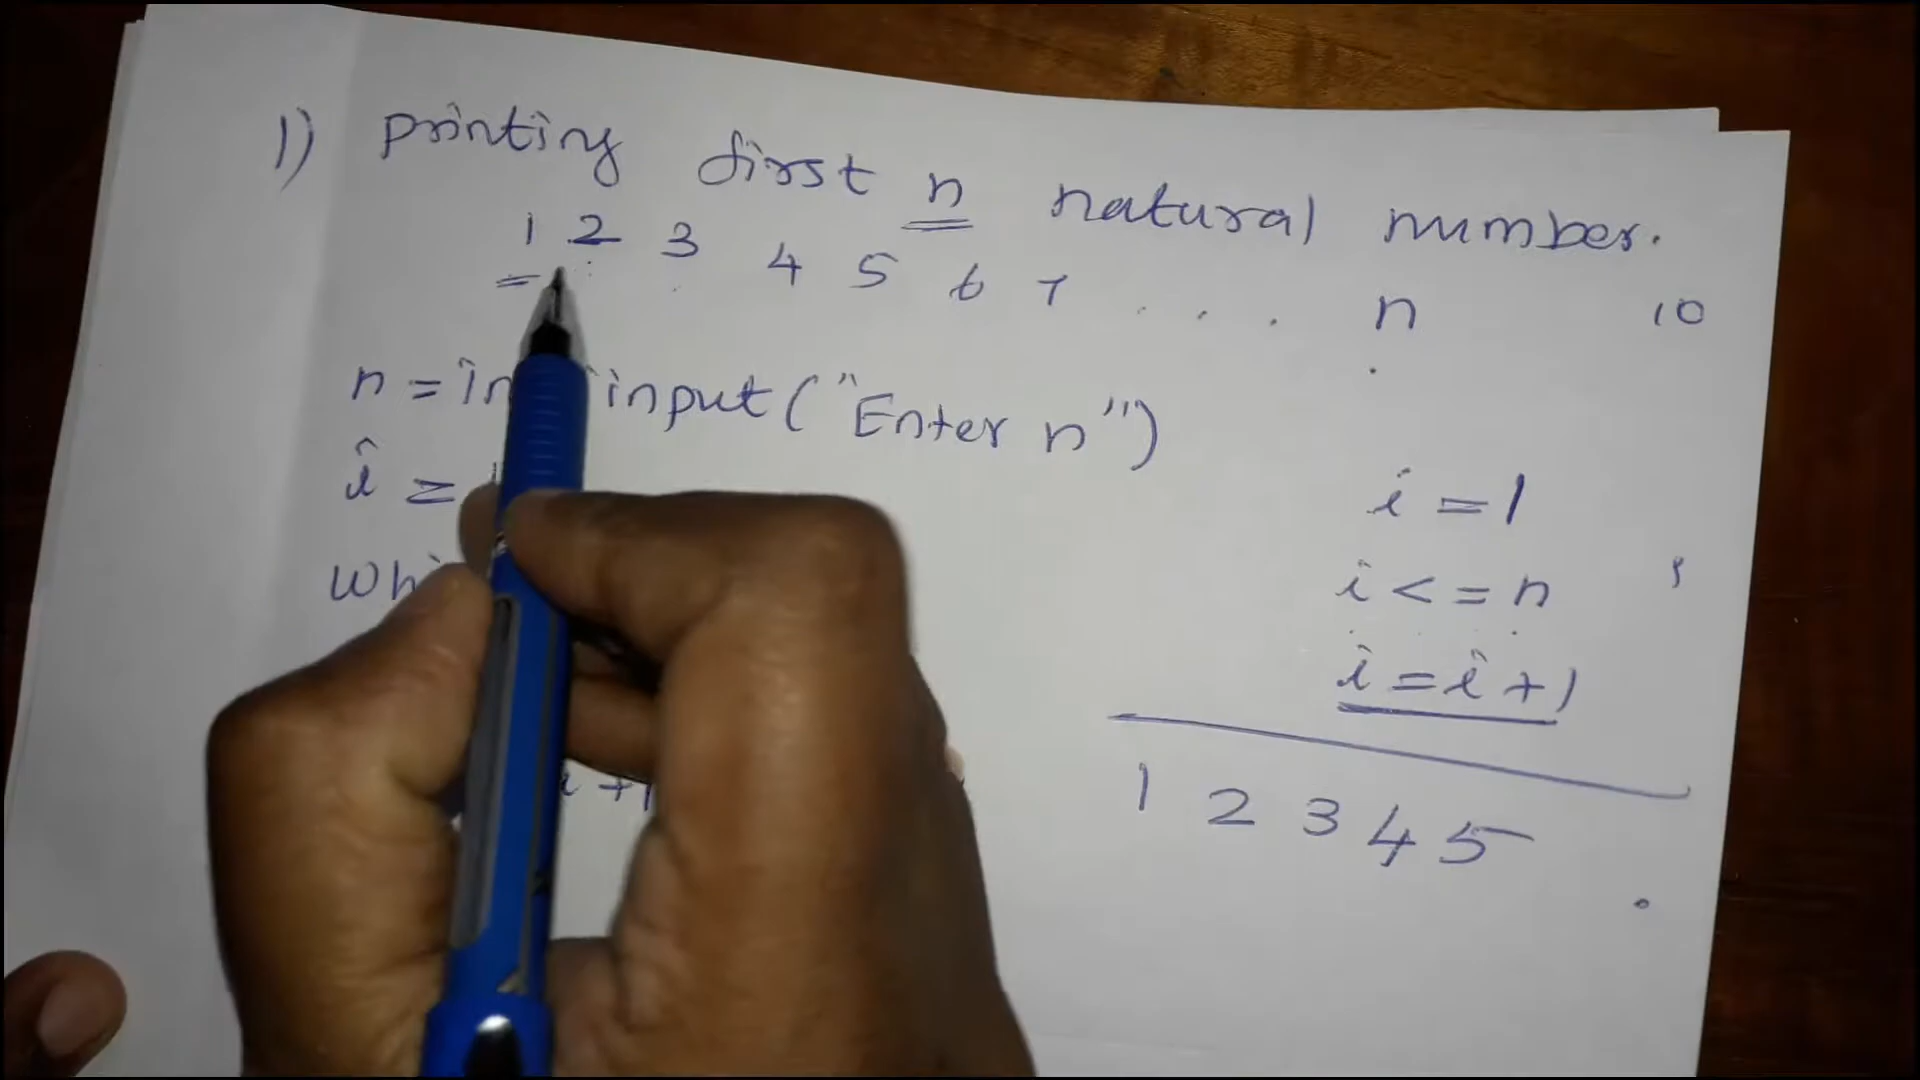 1) printing first n natural number.
1 2 3 4 5 6 7 . . . n 10
n = input("Enter n")
i =
i = 1
i <= n
i = i + 1
1 2 3 4 5